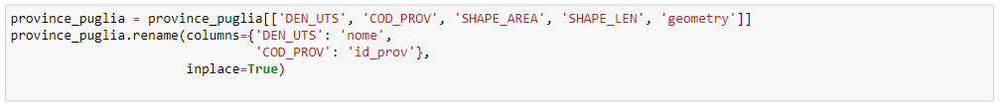 province_puglia = province_puglia[['DEN_UTS', 'COD_PROV', 'SHAPE_AREA', 'SHAPE_LEN', 'geometry']]
province_puglia.rename(columns={'DEN_UTS': 'nome',
                                'COD_PROV': 'id_prov'},
                       inplace=True)